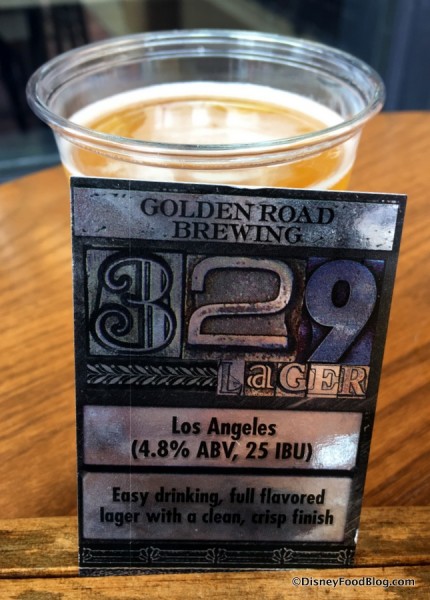 GOLDEN ROAD
BREWING
329
LAGER
Los Angeles
(4.8% ABV, 25 IBU)
Easy drinking, full flavored
lager with a clean, crisp finish
©DisneyFoodBlog.com